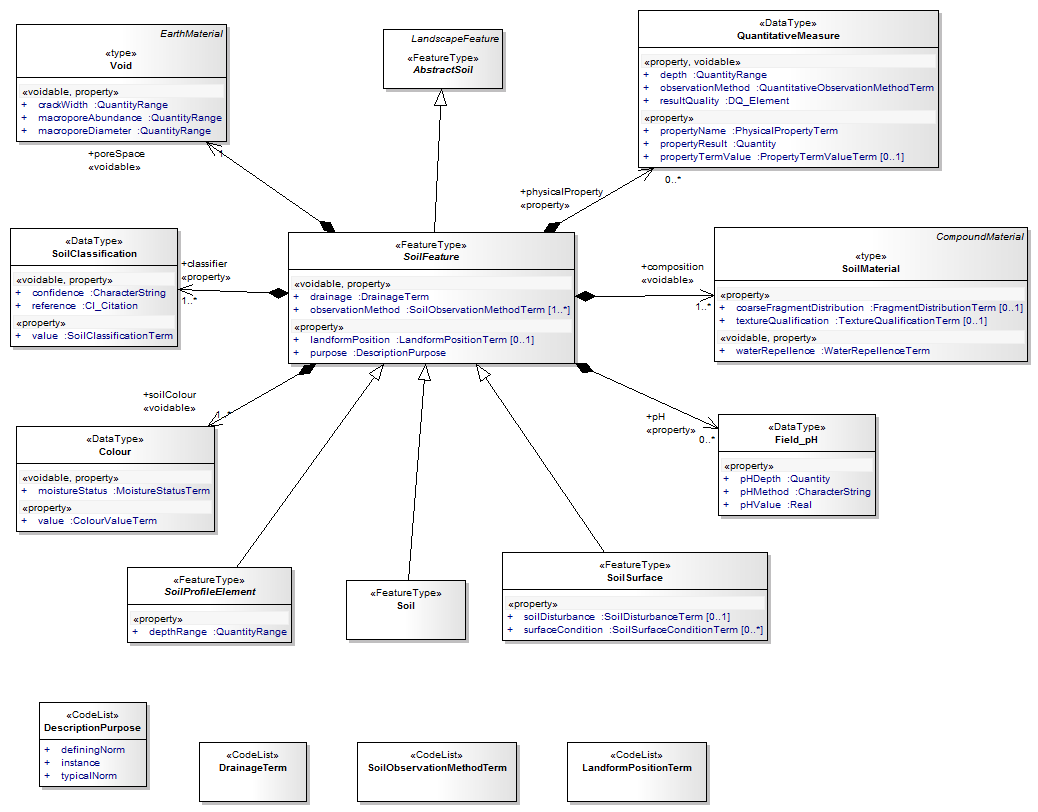 EarthMaterial
«type»
Void
«voidable, property»
+ crackWidth :QuantityRange
+ macroporeAbundance :QuantityRange
+ macroporeDiameter :QuantityRange
LandscapeFeature
«FeatureType»
AbstractSoil
«DataType»
QuantitativeMeasure
«property, voidable»
+ depth :QuantityRange
+ observationMethod :QuantitativeObservationMethodTerm
+ resultQuality :DQ_Element
«property»
+ propertyName :PhysicalPropertyTerm
+ propertyResult :Quantity
+ propertyTermValue :PropertyTermValueTerm [0..1]
+poreSpace 1
«voidable»
+physicalProperty 0..*
«property»
«DataType»
SoilClassification
«voidable, property»
+ confidence :CharacterString
+ reference :CI_Citation
«property»
+ value :SoilClassificationTerm
+classifier
«property»
1..*
«FeatureType»
SoilFeature
«voidable, property»
+ drainage :DrainageTerm
+ observationMethod :SoilObservationMethodTerm [1..*]
«property»
+ landformPosition :LandformPositionTerm [0..1]
+ purpose :DescriptionPurpose
+composition
«voidable»
1..*
CompoundMaterial
«type»
SoilMaterial
«property»
+ coarseFragmentDistribution :FragmentDistributionTerm [0..1]
+ textureQualification :TextureQualificationTerm [0..1]
«voidable, property»
+ waterRepellence :WaterRepellenceTerm
+soilColour
«voidable»
1..*
«DataType»
Colour
«voidable, property»
+ moistureStatus :MoistureStatusTerm
«property»
+ value :ColourValueTerm
+pH
«property»
0..*
«DataType»
Field_pH
«property»
+ pHDepth :Quantity
+ pHMethod :CharacterString
+ pHValue :Real
«FeatureType»
SoilProfileElement
«property»
+ depthRange :QuantityRange
«FeatureType»
Soil
«FeatureType»
SoilSurface
«property»
+ soilDisturbance :SoilDisturbanceTerm [0..1]
+ surfaceCondition :SoilSurfaceConditionTerm [0..*]
«CodeList»
DescriptionPurpose
+ definingNorm
+ instance
+ typicalNorm
«CodeList»
DrainageTerm
«CodeList»
SoilObservationMethodTerm
«CodeList»
LandformPositionTerm